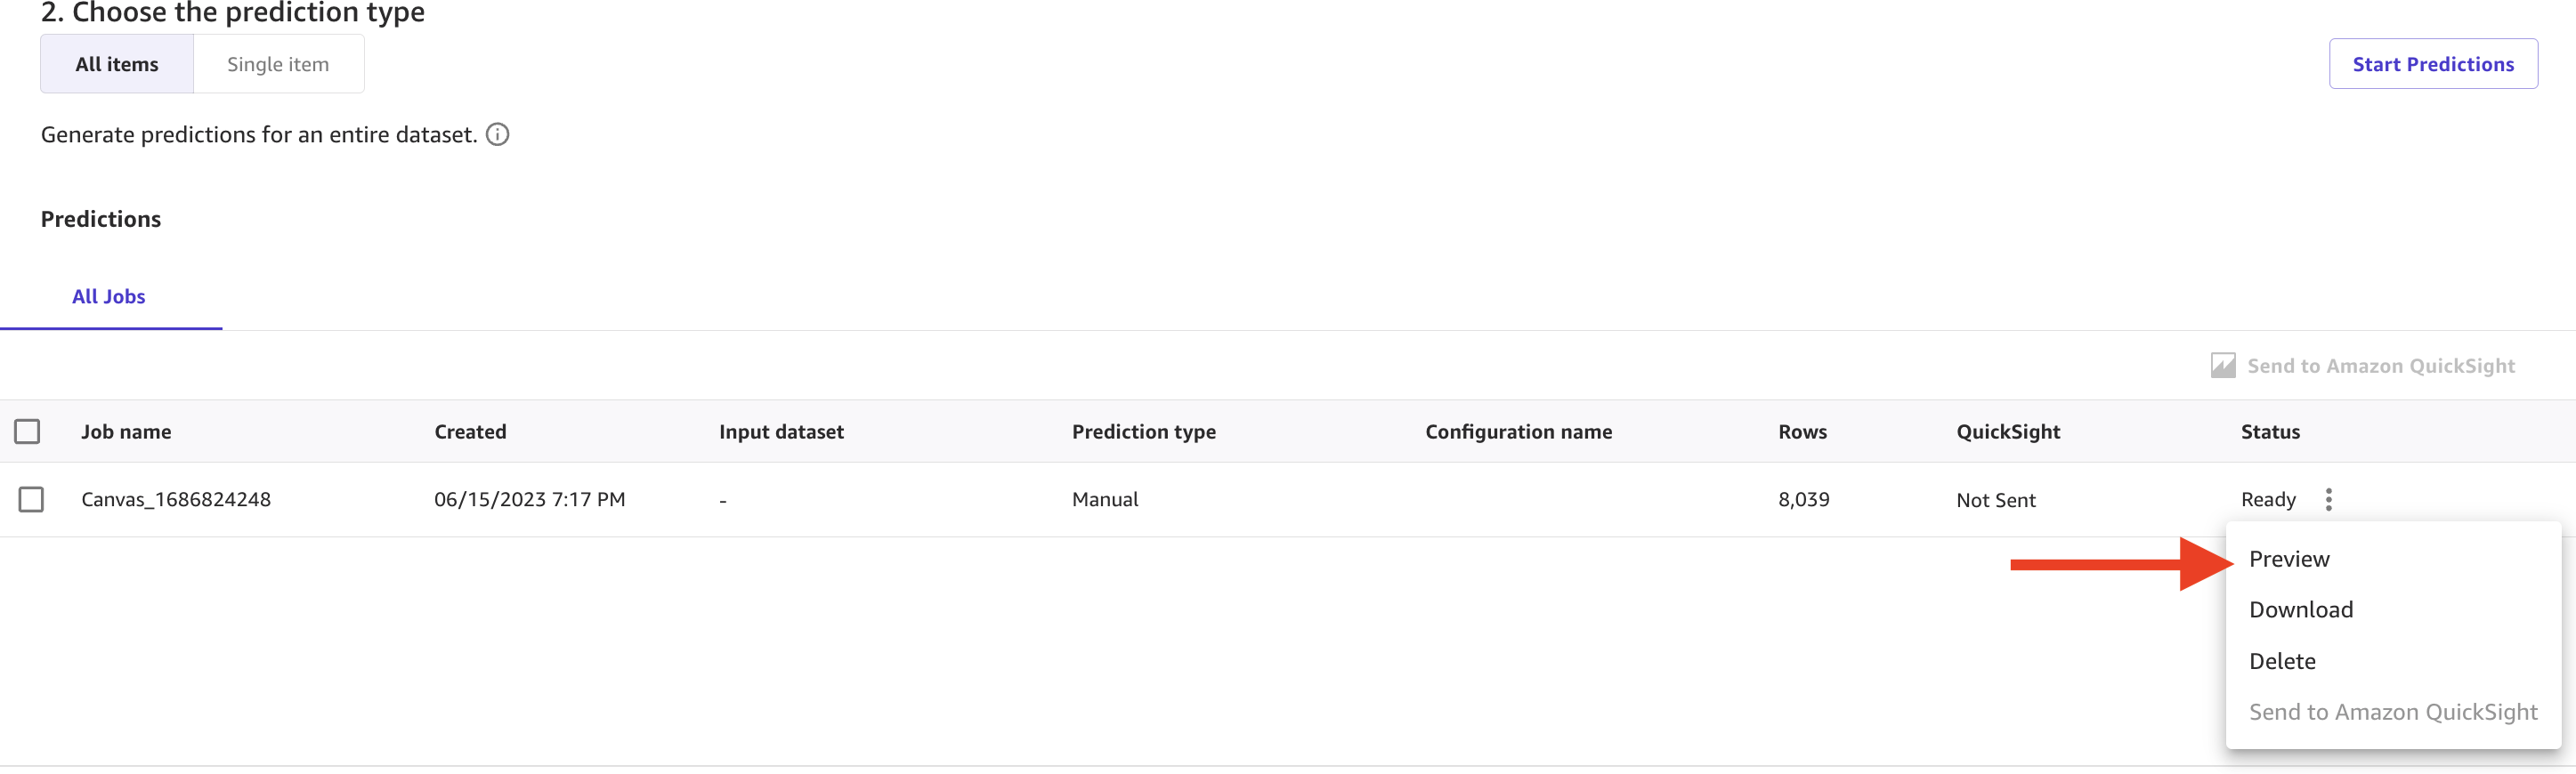 2. Choose the prediction type
All items Single item Start Predictions
Generate predictions for an entire dataset.
Predictions
All Jobs
Send to Amazon QuickSight
Job name Created Input dataset Prediction type Configuration name Rows QuickSight Status
Canvas_1686824248 06/15/2023 7:17 PM - Manual 8,039 Not Sent Ready
Preview
Download
Delete
Send to Amazon QuickSight